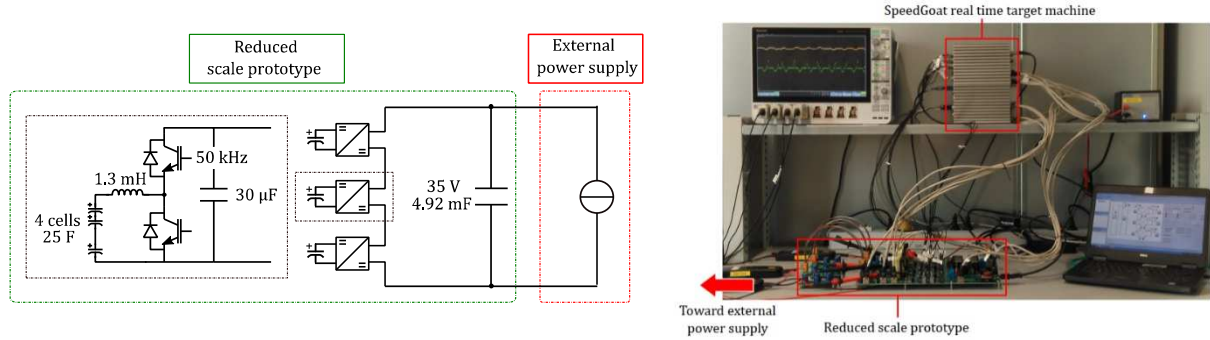 Reduced
scale prototype
External
power supply
50 kHz
1.3 mH
30 µF
4 cells
25 F
35 V
4.92 mF
SpeedGoat real time target machine
Toward external
power supply
Reduced scale prototype